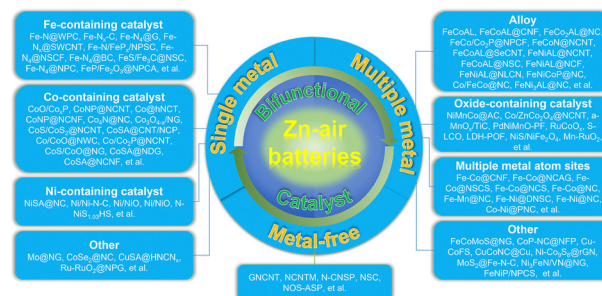 Fe-containing catalyst
Fe-N@WPC, Fe-Nₓ-C, Fe-N₄@G, Fe-
Nₓ@SWCNT, Fe-N/FePₓ/NPSC, Fe-
N₄@NSCF, Fe-N₄@BC, FeS/Fe₃C@NSC,
Fe-N₄@NPC, FeP/Fe₂O₃@NPCA, et al.
Co-containing catalyst
CoO/CoₓP, CoNP@NCNT, Co@hNCT,
CoNP@NCNF, Co₄N@NC, Co₃O₄₋ₓ/NG,
CoS/CoS₂@NCNT, CoSA@CNT/NCP,
Co/CoO@NWC, Co/Co₂P@NCNT,
CoS/CoO@NG, CoSA@NDG,
CoSA@NCNF, et al.
Ni-containing catalyst
NiSA@NC, Ni/Ni-N-C, Ni/NiO, Ni/NiO, N-
NiS₁.₀₃HS, et al.
Other
Mo@NG, CoSe₂@NC, CuSA@HNCNₓ,
Ru-RuO₂@NPG, et al.
Single metal
Multiple metal
Metal-free
Bifunctional
Catalyst
Zn-air
batteries
GNCNT, NCNTM, N-CNSP, NSC,
NOS-ASP, et al.
Alloy
FeCoAL, FeCoAL@CNF, FeCo₂AL@NC,
FeCo/Co₂P@NPCF, FeCoN@NCNT,
FeCoAL@SeCNT, FeNiAL@NCNT,
FeCoAL@NSC, FeNiAL@NCF,
FeNiAL@NLCN, FeNiCoP@NC,
Co/FeCo@NC, FeNi₃AL@NC, et al.
Oxide-containing catalyst
NiMnCo@AC, Co/ZnCo₂O₄@NCNT, a-
MnOₓ/TiC, PdNiMnO-PF, RuCoOₓ, S-
LCO, LDH-POF, NiS/NiFe₂O₄, Mn-RuO₂,
et al.
Multiple metal atom sites
Fe-Co@CNF, Fe-Co@NCAG, Fe-
Co@NSCS, Fe-Co@NCS, Fe-Co@NC,
Fe-Mn@NC, Fe-Ni@DNSC, Fe-Ni@NC,
Co-Ni@PNC, et al.
Other
FeCoMoS@NG, CoP-NC@NFP, Cu-
CoFS, CuCoNC@Cu, Ni-Co₉S₈@rGN,
MoS₂@Fe-N-C, Ni₃FeN/VN@NG,
FeNiP/NPCS, et al.